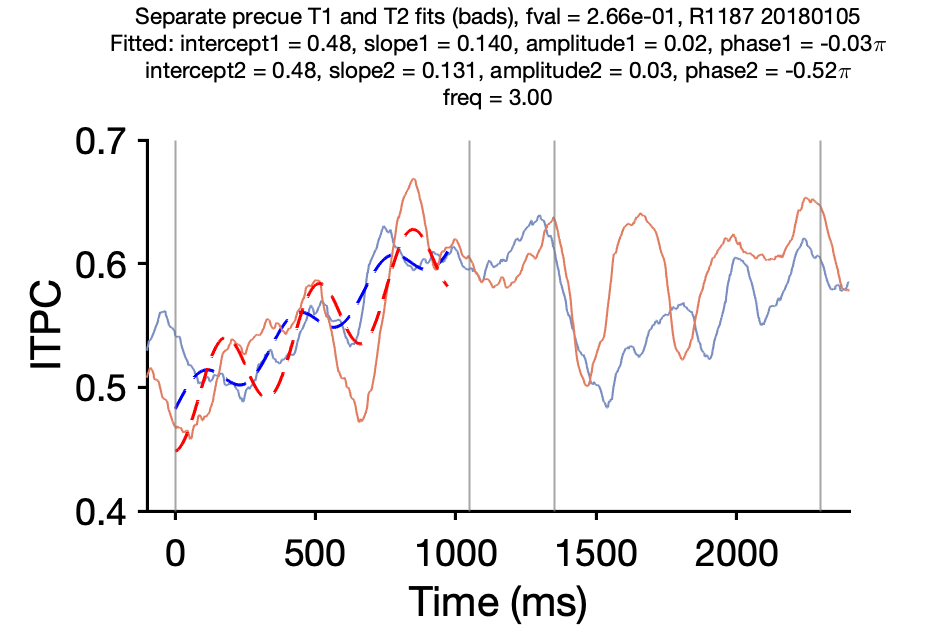 Separate precue T1 and T2 fits (bads), fval = 2.66e-01, R1187 20180105
Fitted: intercept1 = 0.48, slope1 = 0.140, amplitude1 = 0.02, phase1 = -0.03π
intercept2 = 0.48, slope2 = 0.131, amplitude2 = 0.03, phase2 = -0.52π
freq = 3.00
0.7
0.6
0.5
0.4
ITPC
0 500 1000 1500 2000
Time (ms)